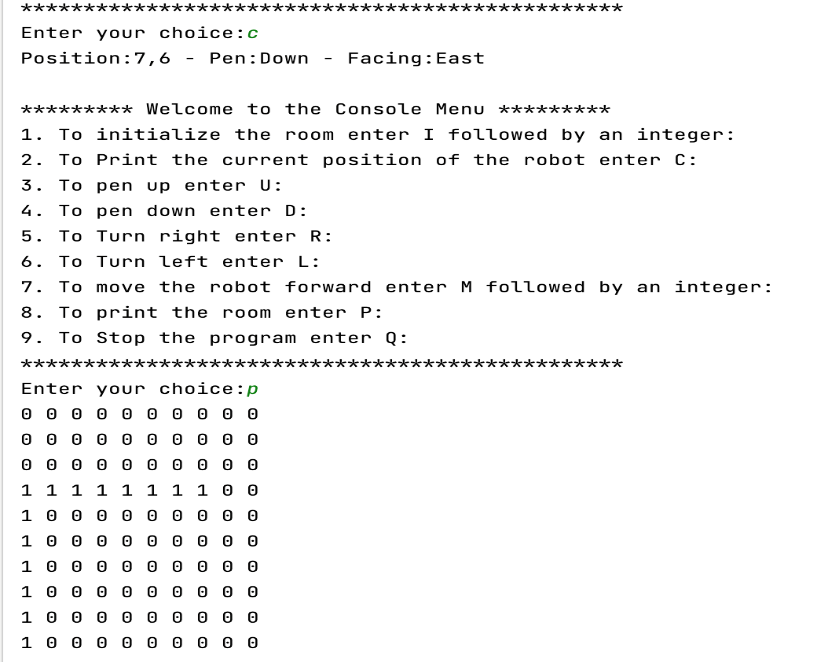 ************************************************
Enter your choice:c
Position:7,6 - Pen:Down - Facing:East
********* Welcome to the Console Menu *********
1. To initialize the room enter I followed by an integer:
2. To Print the current position of the robot enter C:
3. To pen up enter U:
4. To pen down enter D:
5. To Turn right enter R:
6. To Turn left enter L:
7. To move the robot forward enter M followed by an integer:
8. To print the room enter P:
9. To Stop the program enter Q:
************************************************
Enter your choice:p
0 0 0 0 0 0 0 0 0 0
0 0 0 0 0 0 0 0 0 0
0 0 0 0 0 0 0 0 0 0
1 1 1 1 1 1 1 1 0 0
1 0 0 0 0 0 0 0 0 0
1 0 0 0 0 0 0 0 0 0
1 0 0 0 0 0 0 0 0 0
1 0 0 0 0 0 0 0 0 0
1 0 0 0 0 0 0 0 0 0
1 0 0 0 0 0 0 0 0 0